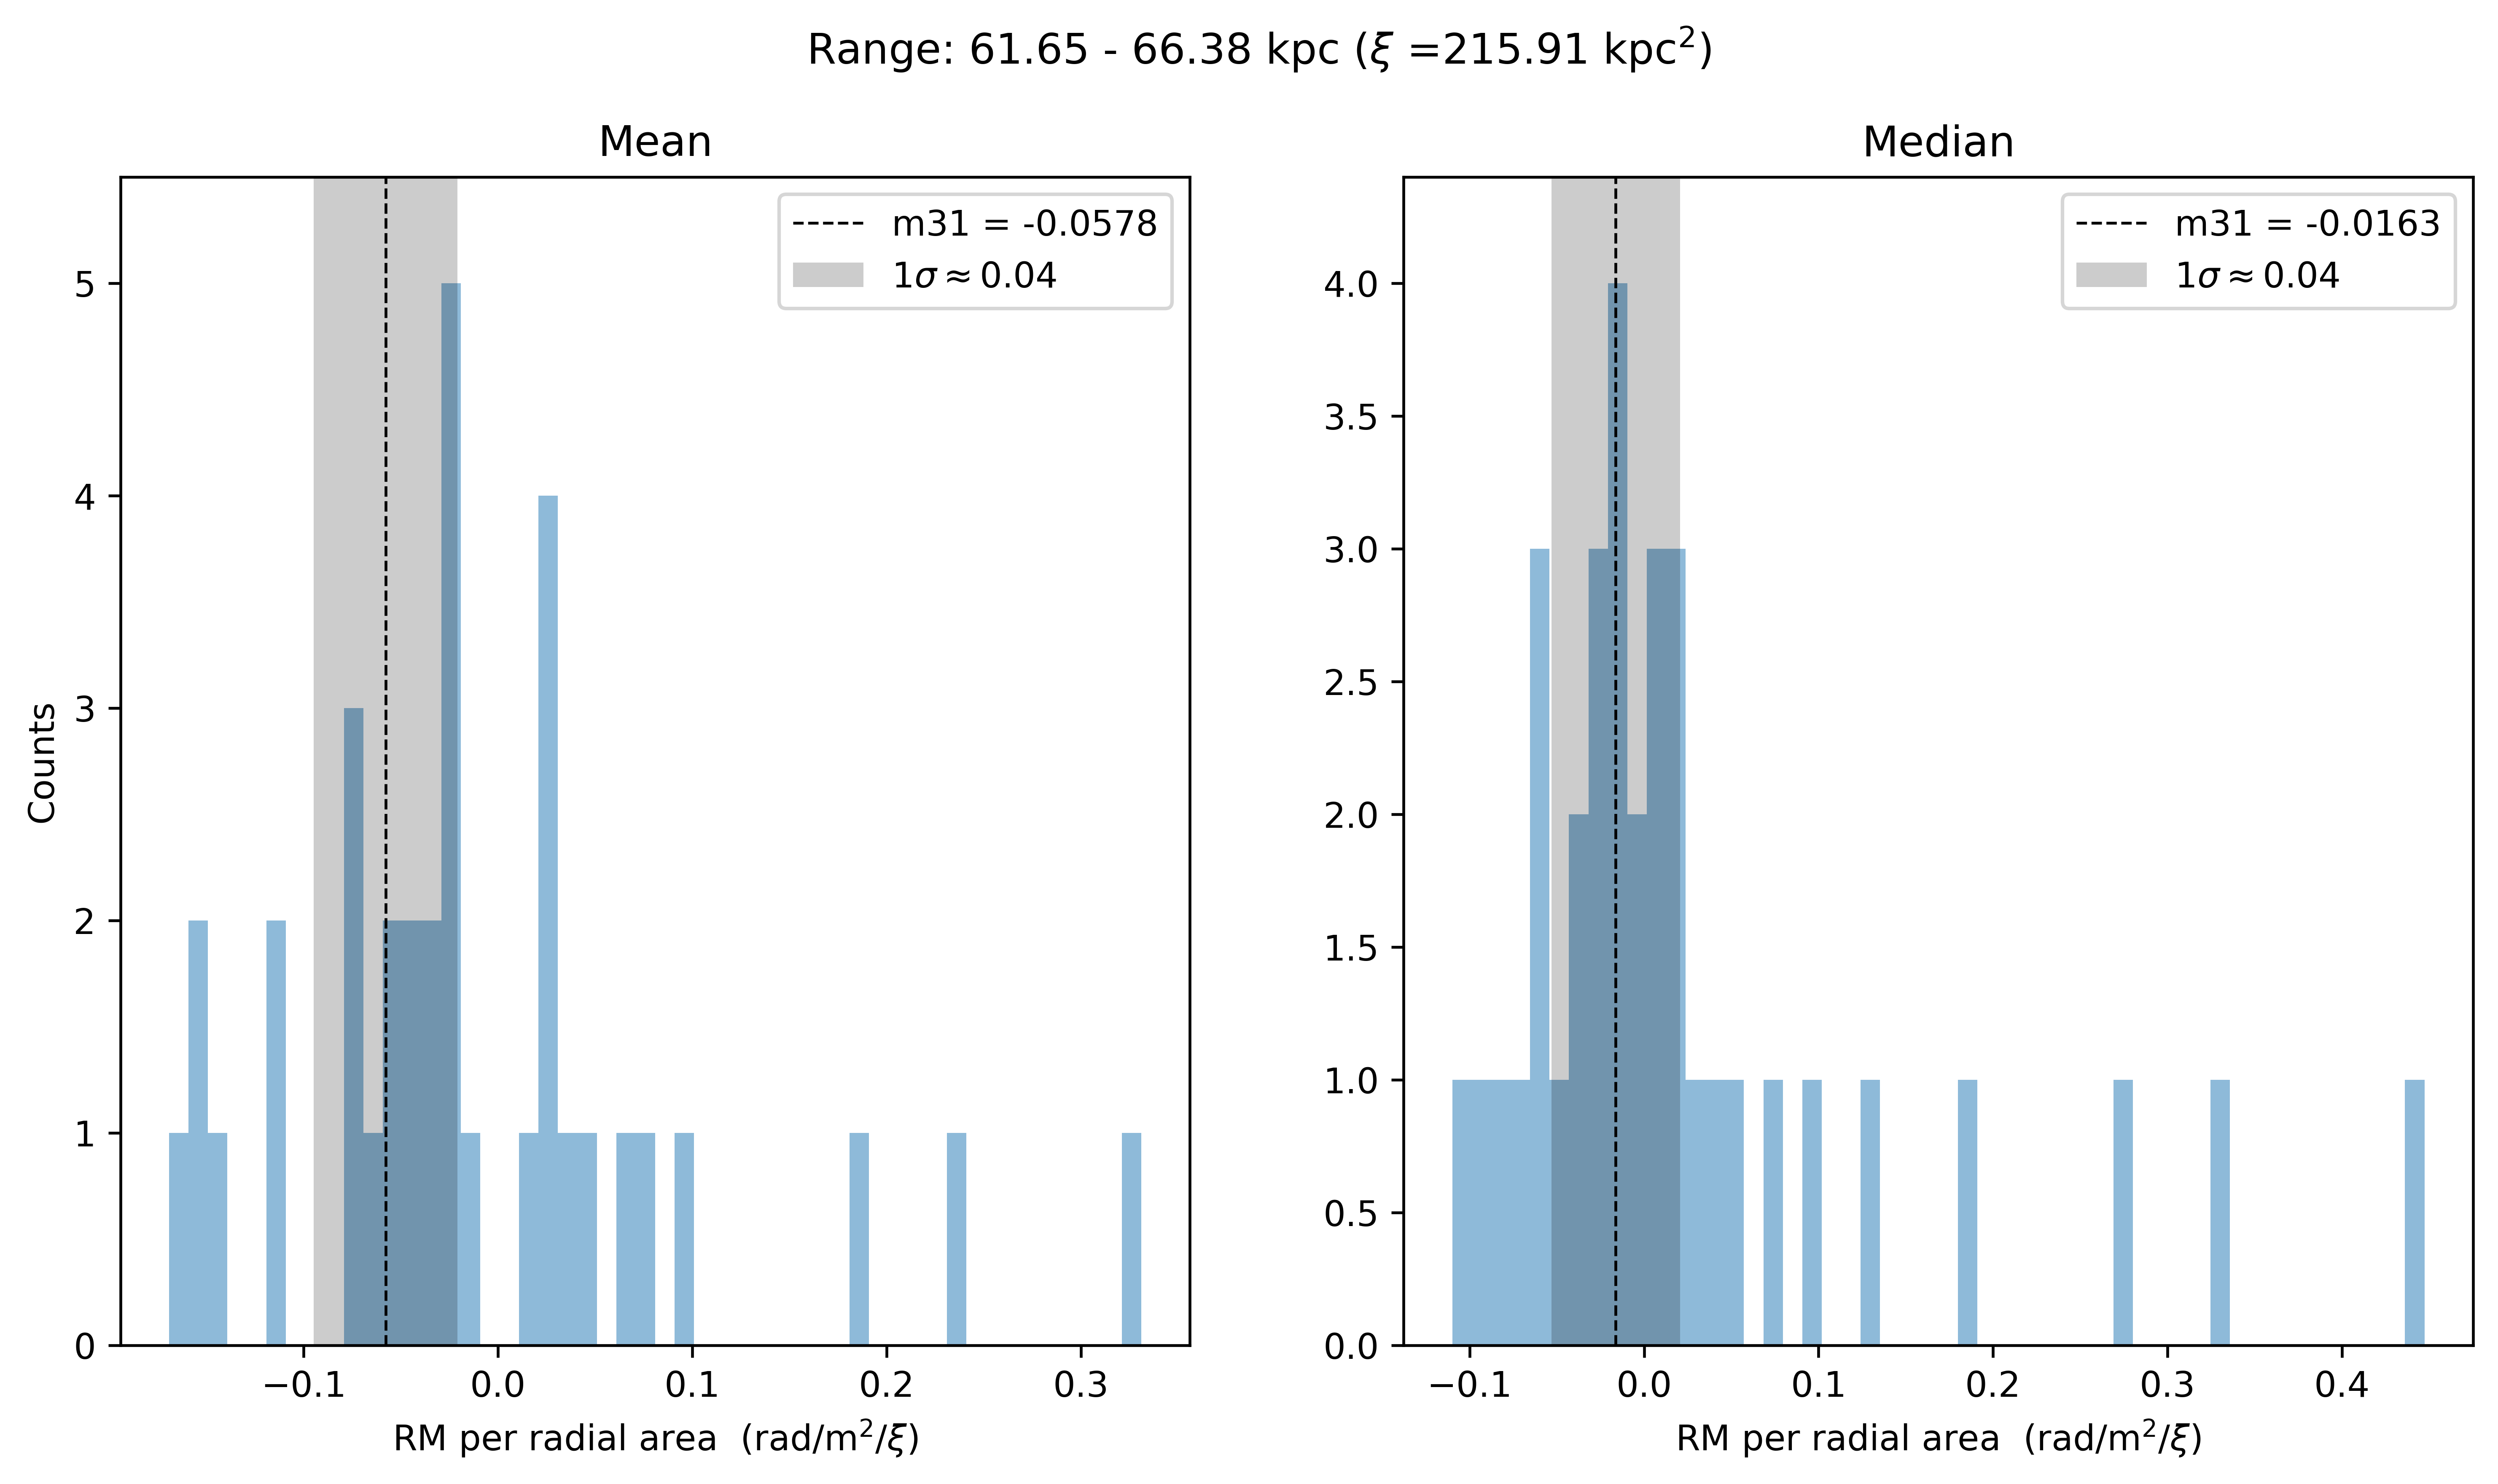 Range: 61.65 - 66.38 kpc (ξ =215.91 kpc²)
Mean
m31 = -0.0578
1σ ≈ 0.04
5
4
3
2
1
0
Counts
−0.1 0.0 0.1 0.2 0.3
RM per radial area (rad/m²/ξ)
Median
m31 = -0.0163
1σ ≈ 0.04
4.0
3.5
3.0
2.5
2.0
1.5
1.0
0.5
0.0
−0.1 0.0 0.1 0.2 0.3 0.4
RM per radial area (rad/m²/ξ)